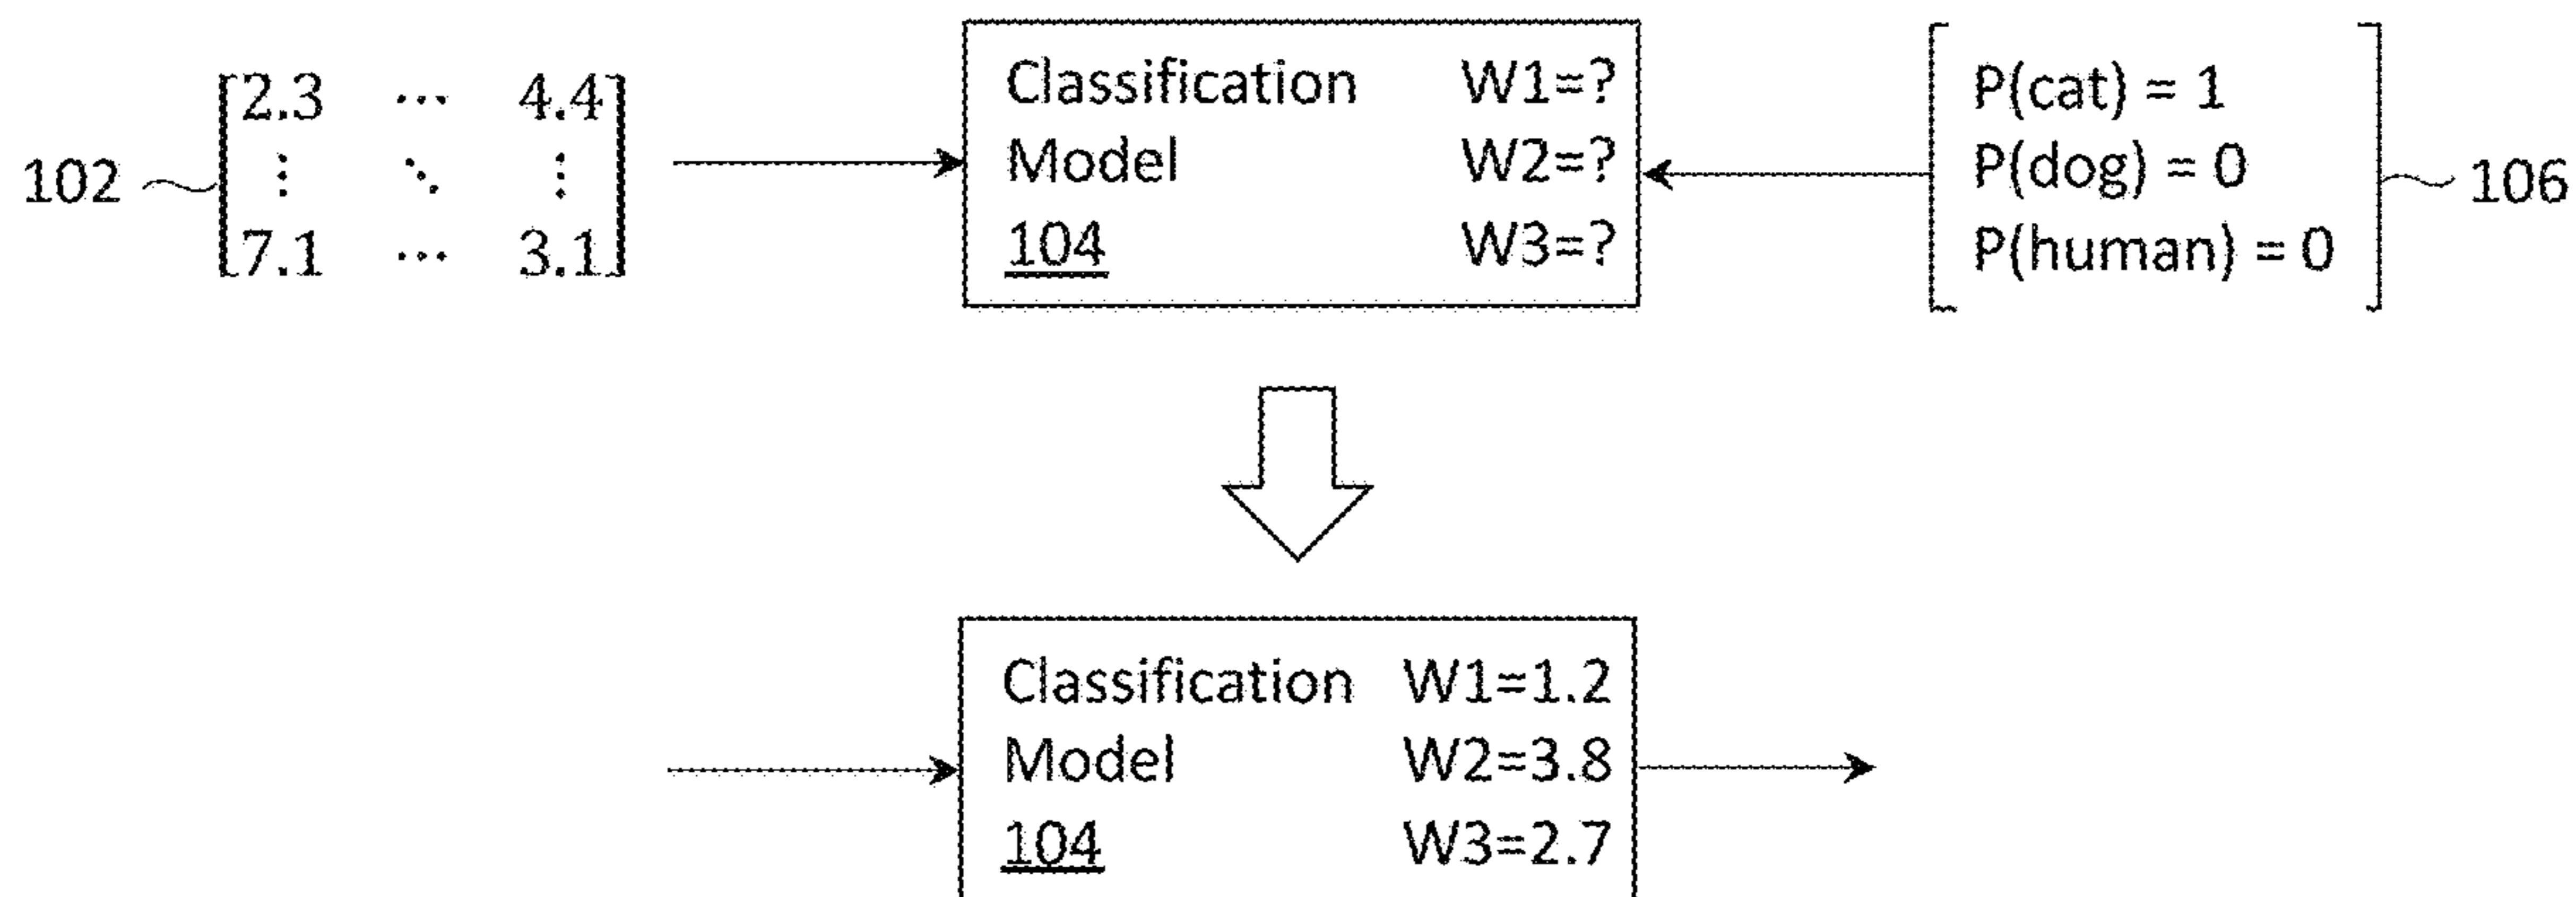 102
[2.3 ⋯ 4.4]
⋮ ⋱ ⋮
[7.1 ⋯ 3.1]
Classification W1=?
Model W2=?
104 W3=?
P(cat) = 1
P(dog) = 0
P(human) = 0
106
Classification W1=1.2
Model W2=3.8
104 W3=2.7